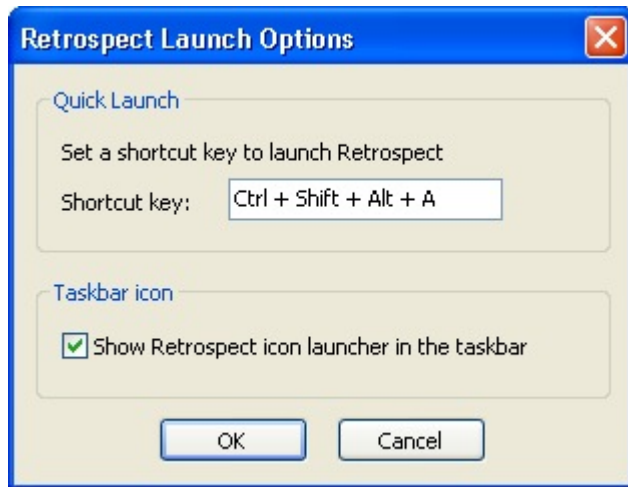 Retrospect Launch Options
Quick Launch
Set a shortcut key to launch Retrospect
Shortcut key: Ctrl + Shift + Alt + A
Taskbar icon
Show Retrospect icon launcher in the taskbar
OK Cancel